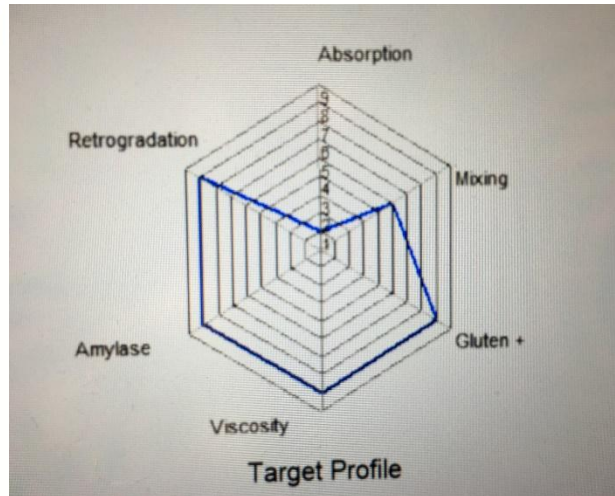 Absorption
Retrogradation
Mixing
Gluten +
Amylase
Viscosity
Target Profile